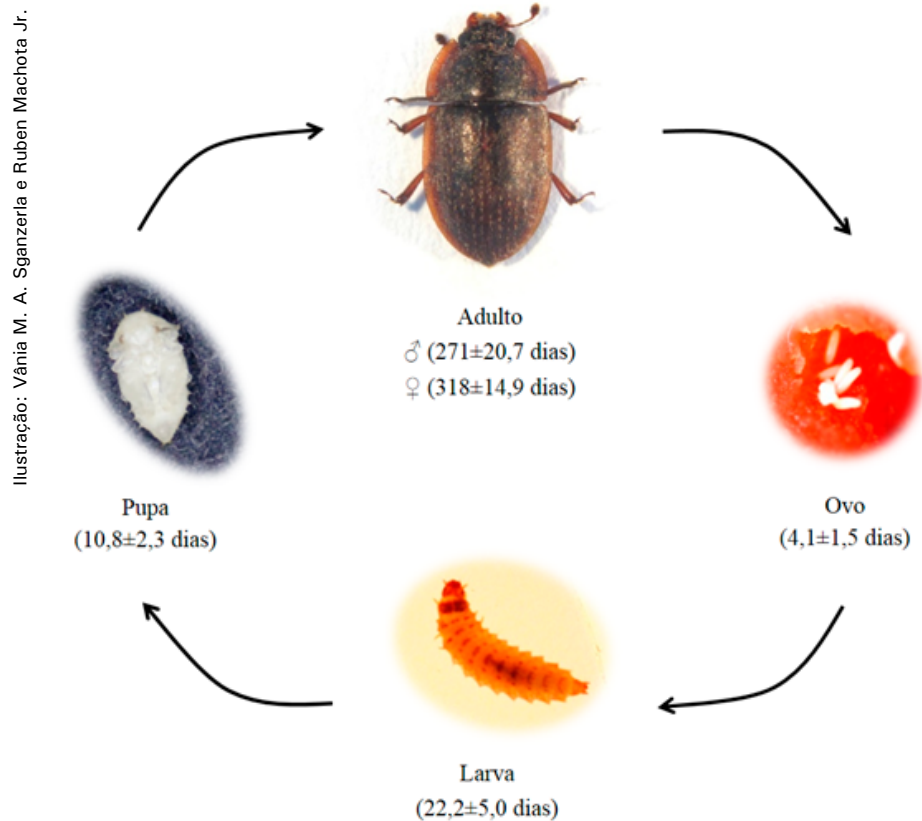 Ilustração: Vânia M. A. Sganzerla e Ruben Machota Jr.
Adulto
♂ (271±20,7 dias)
♀ (318±14,9 dias)
Ovo
(4,1±1,5 dias)
Larva
(22,2±5,0 dias)
Pupa
(10,8±2,3 dias)